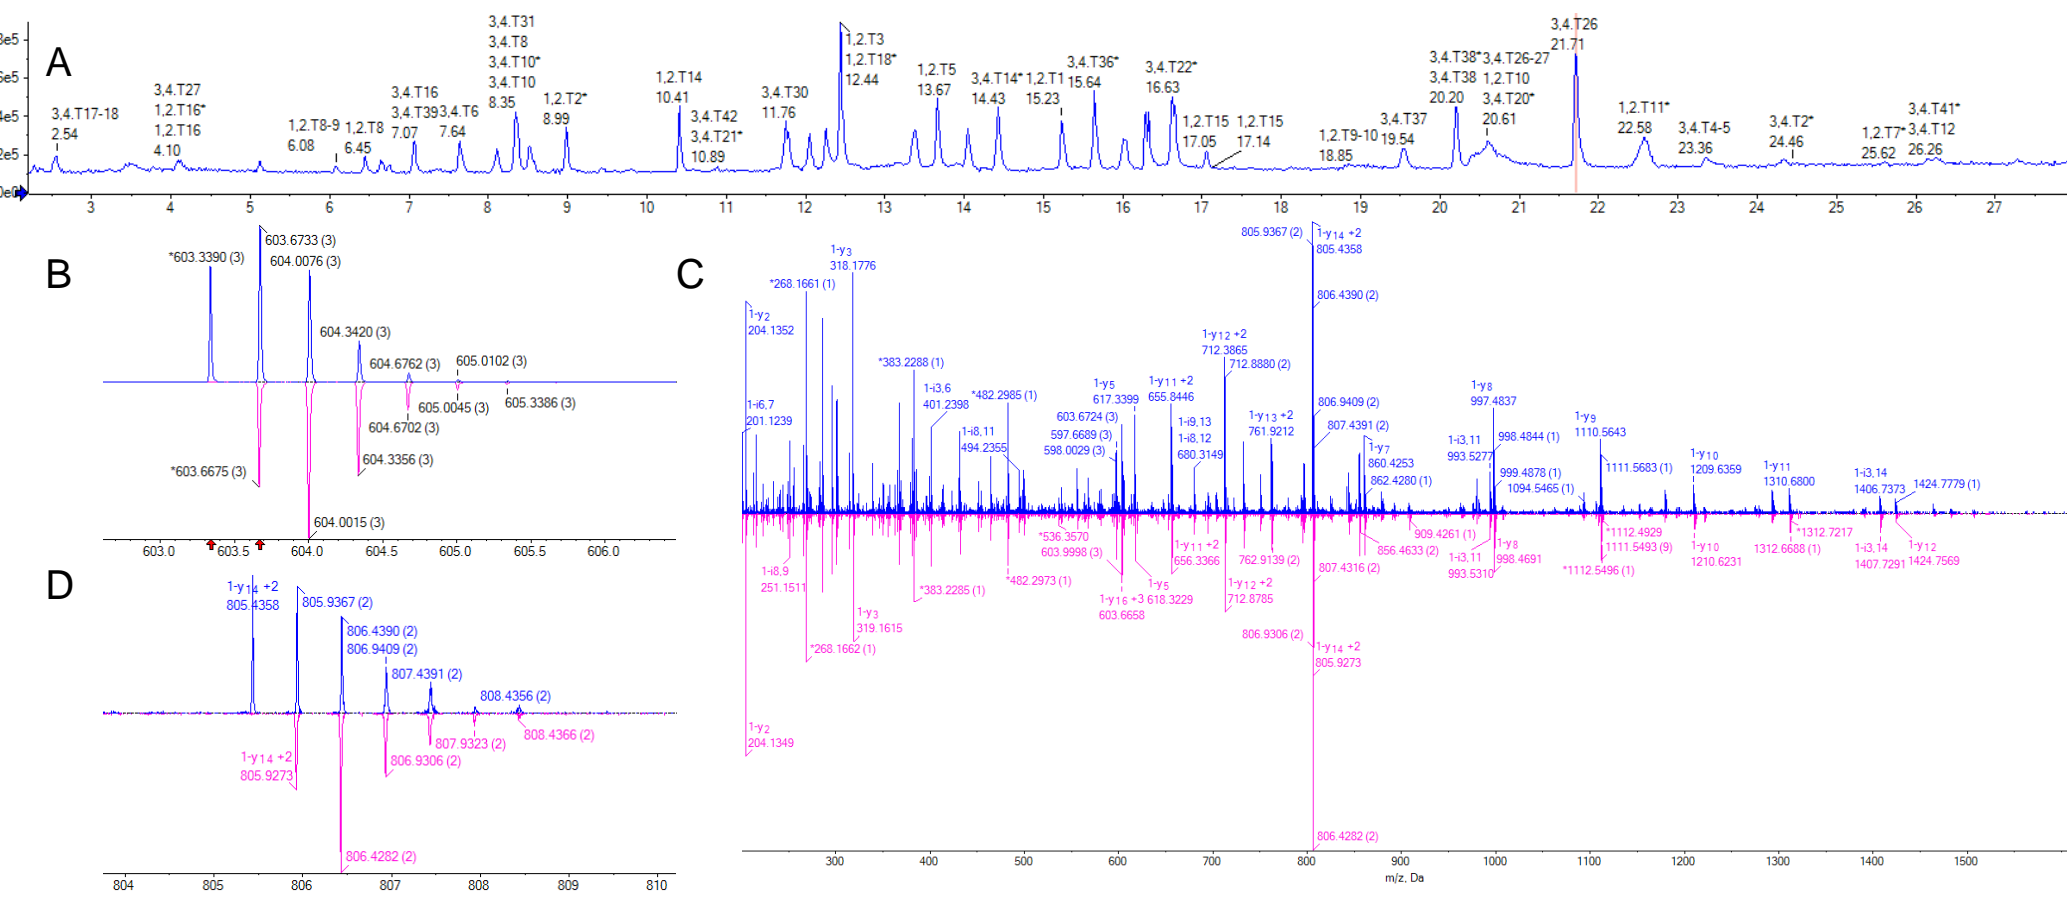 A
8e5
6e5
4e5
2e5
0e0
3,4.T17-18
2.54
3,4.T27
1,2.T16*
1,2.T16
4.10
1,2.T8-9
6.08
1,2.T8
6.45
3,4.T16
3,4.T39
7.07
3,4.T6
7.64
3,4.T31
3,4.T8
3,4.T10*
3,4.T10
8.35
1,2.T2*
8.99
1,2.T14
10.41
3,4.T42
3,4.T21*
10.89
3,4.T30
11.76
1,2.T3
1,2.T18*
12.44
1,2.T5
13.67
3,4.T14*
14.43
1,2.T1
15.23
3,4.T36*
15.64
3,4.T22*
16.63
1,2.T15
17.05
1,2.T15
17.14
1,2.T9-10
18.85
3,4.T37
19.54
3,4.T38*
3,4.T38
20.20
3,4.T26-27
1,2.T10
3,4.T20*
20.61
3,4.T26
21.71
1,2.T11*
22.58
3,4.T4-5
23.36
3,4.T2*
24.46
1,2.T7*
25.62
3,4.T41*
3,4.T12
26.26
3 4 5 6 7 8 9 10 11 12 13 14 15 16 17 18 19 20 21 22 23 24 25 26 27
B
*603.3390 (3)
603.6733 (3)
604.0076 (3)
604.3420 (3)
604.6762 (3)
605.0102 (3)
605.0045 (3)
605.3386 (3)
604.6702 (3)
604.3356 (3)
*603.6675 (3)
604.0015 (3)
603.0 603.5 604.0 604.5 605.0 605.5 606.0
C
1-y2
204.1352
1-i6,7
201.1239
*268.1661 (1)
1-y3
318.1776
*383.2288 (1)
1-i3,6
401.2398
1-i8,11
494.2355
*482.2985 (1)
1-y5
617.3399
603.6724 (3)
597.6689 (3)
598.0029 (3)
1-y11 +2
655.8446
1-i9,13
1-i8,12
680.3149
1-y12 +2
712.3865
712.8880 (2)
1-y13 +2
761.9212
805.9367 (2)
1-y14 +2
805.4358
806.4390 (2)
806.9409 (2)
807.4391 (2)
1-y7
860.4253
862.4280 (1)
1-y8
997.4837
1-i3,11
993.5277
998.4844 (1)
999.4878 (1)
1094.5465 (1)
1-y9
1110.5643
1111.5683 (1)
1-y10
1209.6359
1-y11
1310.6800
1-i3,14
1406.7373
1424.7779 (1)
1-y2
204.1349
1-i8,9
251.1511
*268.1662 (1)
1-y3
319.1615
*383.2285 (1)
*482.2973 (1)
*536.3570
603.9998 (3)
1-y16 +3
603.6658
1-y5
618.3229
1-y11 +2
656.3366
1-y12 +2
712.8785
762.9139 (2)
806.9306 (2)
1-y14 +2
805.9273
807.4316 (2)
806.4282 (2)
856.4633 (2)
909.4261 (1)
1-i3,11
993.5310
1-y8
998.4691
*1112.4929
1111.5493 (9)
*1112.5496 (1)
1-y10
1210.6231
*1312.7217
1312.6688 (1)
1-i3,14
1407.7291
1-y12
1424.7569
300 400 500 600 700 800 900 1000 1100 1200 1300 1400 1500
m/z, Da
D
1-y14 +2
805.4358
805.9367 (2)
806.4390 (2)
806.9409 (2)
807.4391 (2)
808.4356 (2)
1-y14 +2
805.9273
806.4282 (2)
806.9306 (2)
807.9323 (2)
808.4366 (2)
804 805 806 807 808 809 810